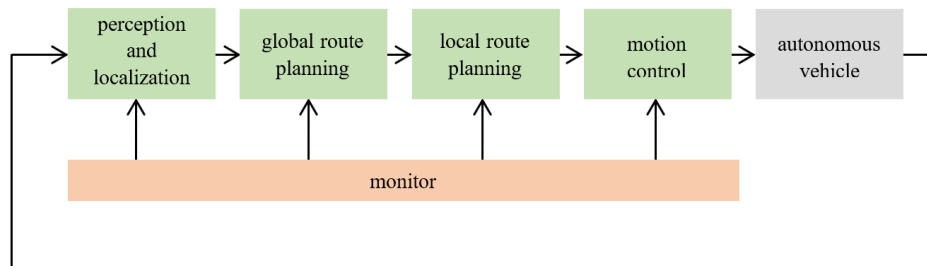 perception
and
localization
global route
planning
local route
planning
motion
control
autonomous
vehicle
monitor